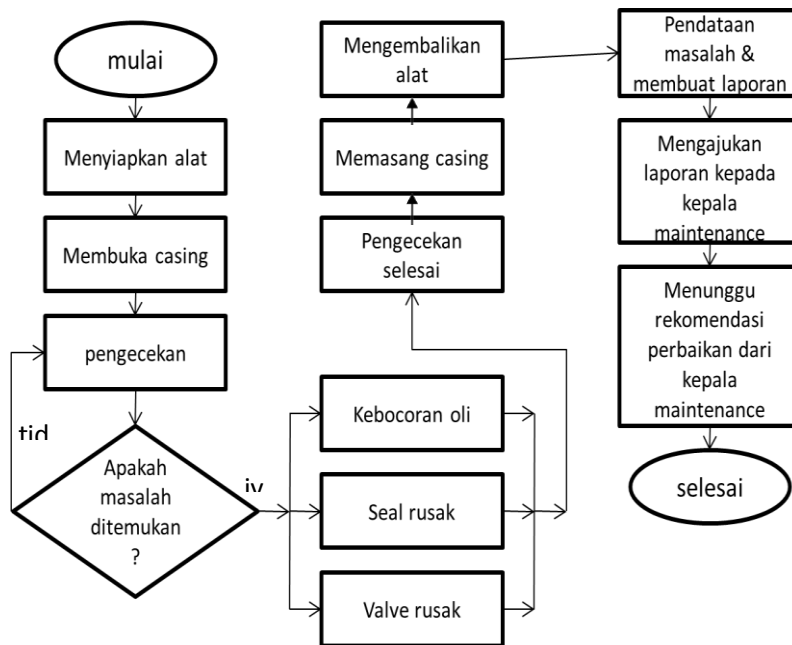 mulai
Menyiapkan alat
Membuka casing
pengecekan
Apakah
masalah
ditemukan
?
Kebocoran oli
Seal rusak
Valve rusak
Pengecekan
selesai
Memasang casing
Mengembalikan
alat
Pendataan
masalah &
membuat laporan
Mengajukan
laporan kepada
kepala
maintenance
Menunggu
rekomendasi
perbaikan dari
kepala
maintenance
selesai